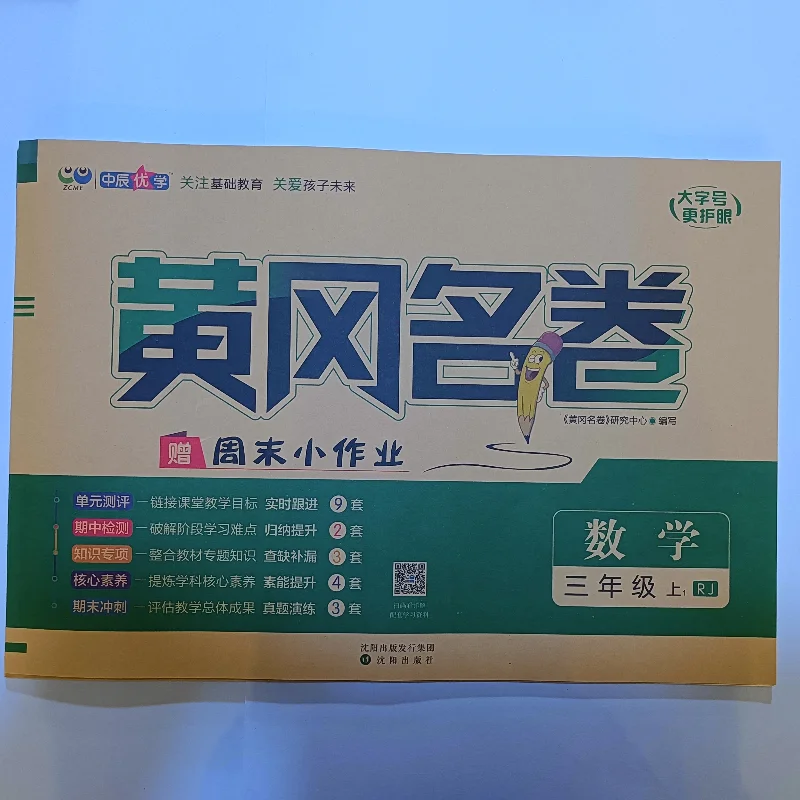 ZCMY 中辰优学 关注基础教育 关爱孩子未来
大字号
更护眼
黄冈名卷
《黄冈名卷》研究中心 编写
赠 周末小作业
单元测评 一链接课堂教学目标 实时跟进 9 套
期中检测 一破解阶段学习难点 归纳提升 2 套
知识专项 一整合教材专题知识 查缺补漏 3 套
核心素养 一提炼学科核心素养 素能提升 4 套
期末冲刺 一评估教学总体成果 真题演练 3 套
数学
三年级 上1 RJ
沈阳出版发行集团
沈阳出版社